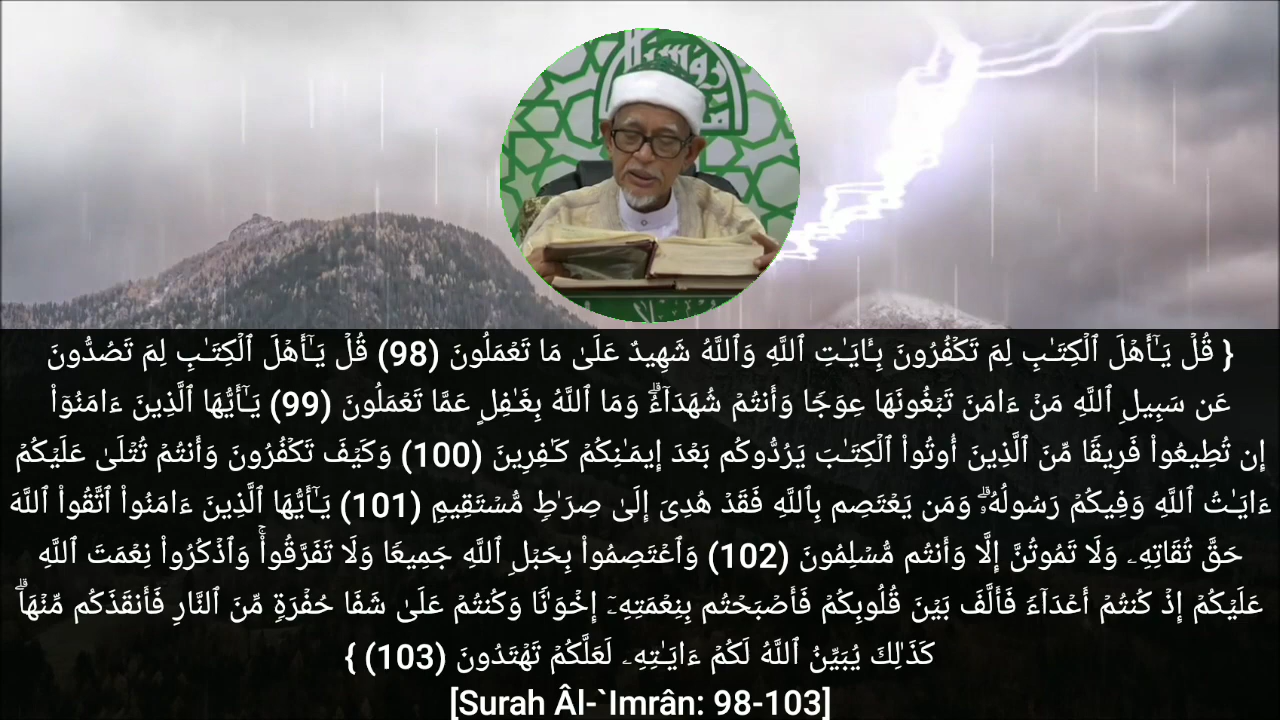 { قُلۡ يَـٰۤأَهۡلَ ٱلۡكِتَـٰبِ لِمَ تَكۡفُرُونَ بِـَٔايَـٰتِ ٱللَّهِ وَٱللَّهُ شَهِيدٌ عَلَىٰ مَا تَعۡمَلُونَ (98) قُلۡ يَـٰۤأَهۡلَ ٱلۡكِتَـٰبِ لِمَ تَصُدُّونَ
عَن سَبِيلِ ٱللَّهِ مَنۡ ءَامَنَ تَبۡغُونَهَا عِوَجࣰا وَأَنتُمۡ شُهَدَاۤءُۗ وَمَا ٱللَّهُ بِغَـٰفِلٍ عَمَّا تَعۡمَلُونَ (99) يَـٰۤأَيُّهَا ٱلَّذِينَ ءَامَنُوۤا۟
إِن تُطِيعُوا۟ فَرِيقࣰا مِّنَ ٱلَّذِينَ أُوتُوا۟ ٱلۡكِتَـٰبَ يَرُدُّوكُم بَعۡدَ إِيمَـٰنِكُمۡ كَـٰفِرِينَ (100) وَكَيۡفَ تَكۡفُرُونَ وَأَنتُمۡ تُتۡلَىٰ عَلَيۡكُمۡ
ءَايَـٰتُ ٱللَّهِ وَفِيكُمۡ رَسُولُهُۥۗ وَمَن يَعۡتَصِم بِٱللَّهِ فَقَدۡ هُدِيَ إِلَىٰ صِرَ ٰ⁠طࣲ مُّسۡتَقِيمࣲ (101) يَـٰۤأَيُّهَا ٱلَّذِينَ ءَامَنُوا۟ ٱتَّقُوا۟ ٱللَّهَ
حَقَّ تُقَاتِهِۦ وَلَا تَمُوتُنَّ إِلَّا وَأَنتُم مُّسۡلِمُونَ (102) وَٱعۡتَصِمُوا۟ بِحَبۡلِ ٱللَّهِ جَمِيعࣰا وَلَا تَفَرَّقُوا۟ۚ وَٱذۡكُرُوا۟ نِعۡمَتَ ٱللَّهِ
عَلَيۡكُمۡ إِذۡ كُنتُمۡ أَعۡدَاۤءࣰ فَأَلَّفَ بَيۡنَ قُلُوبِكُمۡ فَأَصۡبَحۡتُم بِنِعۡمَتِهِۦۤ إِخۡوَ ٰ⁠نࣰا وَكُنتُمۡ عَلَىٰ شَفَا حُفۡرَةࣲ مِّنَ ٱلنَّارِ فَأَنقَذَكُم مِّنۡهَاۗ
كَذَ ٰ⁠لِكَ يُبَيِّنُ ٱللَّهُ لَكُمۡ ءَايَـٰتِهِۦ لَعَلَّكُمۡ تَهۡتَدُونَ (103) }
[Surah Âl-`Imrân: 98-103]